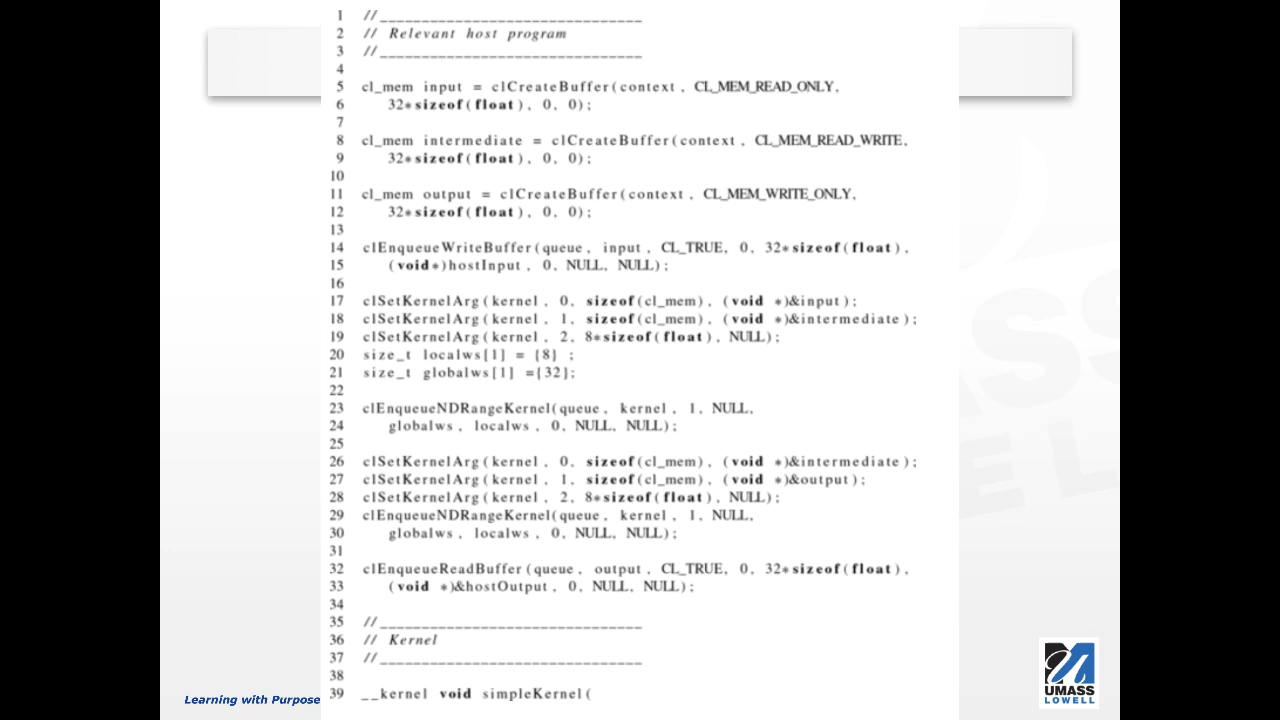 1 //_______________________________
2 // Relevant host program
3 //_______________________________
4
5 cl_mem input = clCreateBuffer(context, CL_MEM_READ_ONLY,
6 32*sizeof(float), 0, 0);
7
8 cl_mem intermediate = clCreateBuffer(context, CL_MEM_READ_WRITE,
9 32*sizeof(float), 0, 0);
10
11 cl_mem output = clCreateBuffer(context, CL_MEM_WRITE_ONLY,
12 32*sizeof(float), 0, 0);
13
14 clEnqueueWriteBuffer(queue, input, CL_TRUE, 0, 32*sizeof(float),
15 (void*)hostInput, 0, NULL, NULL);
16
17 clSetKernelArg(kernel, 0, sizeof(cl_mem), (void *)&input);
18 clSetKernelArg(kernel, 1, sizeof(cl_mem), (void *)&intermediate);
19 clSetKernelArg(kernel, 2, 8*sizeof(float), NULL);
20 size_t localws[1] = {8} ;
21 size_t globalws[1] ={32};
22
23 clEnqueueNDRangeKernel(queue, kernel, 1, NULL,
24 globalws, localws, 0, NULL, NULL);
25
26 clSetKernelArg(kernel, 0, sizeof(cl_mem), (void *)&intermediate);
27 clSetKernelArg(kernel, 1, sizeof(cl_mem), (void *)&output);
28 clSetKernelArg(kernel, 2, 8*sizeof(float), NULL);
29 clEnqueueNDRangeKernel(queue, kernel, 1, NULL,
30 globalws, localws, 0, NULL, NULL);
31
32 clEnqueueReadBuffer(queue, output, CL_TRUE, 0, 32*sizeof(float),
33 (void *)&hostOutput, 0, NULL, NULL);
34
35 //_______________________________
36 // Kernel
37 //_______________________________
38
39 __kernel void simpleKernel(
Learning with Purpose
UMASS
LOWELL